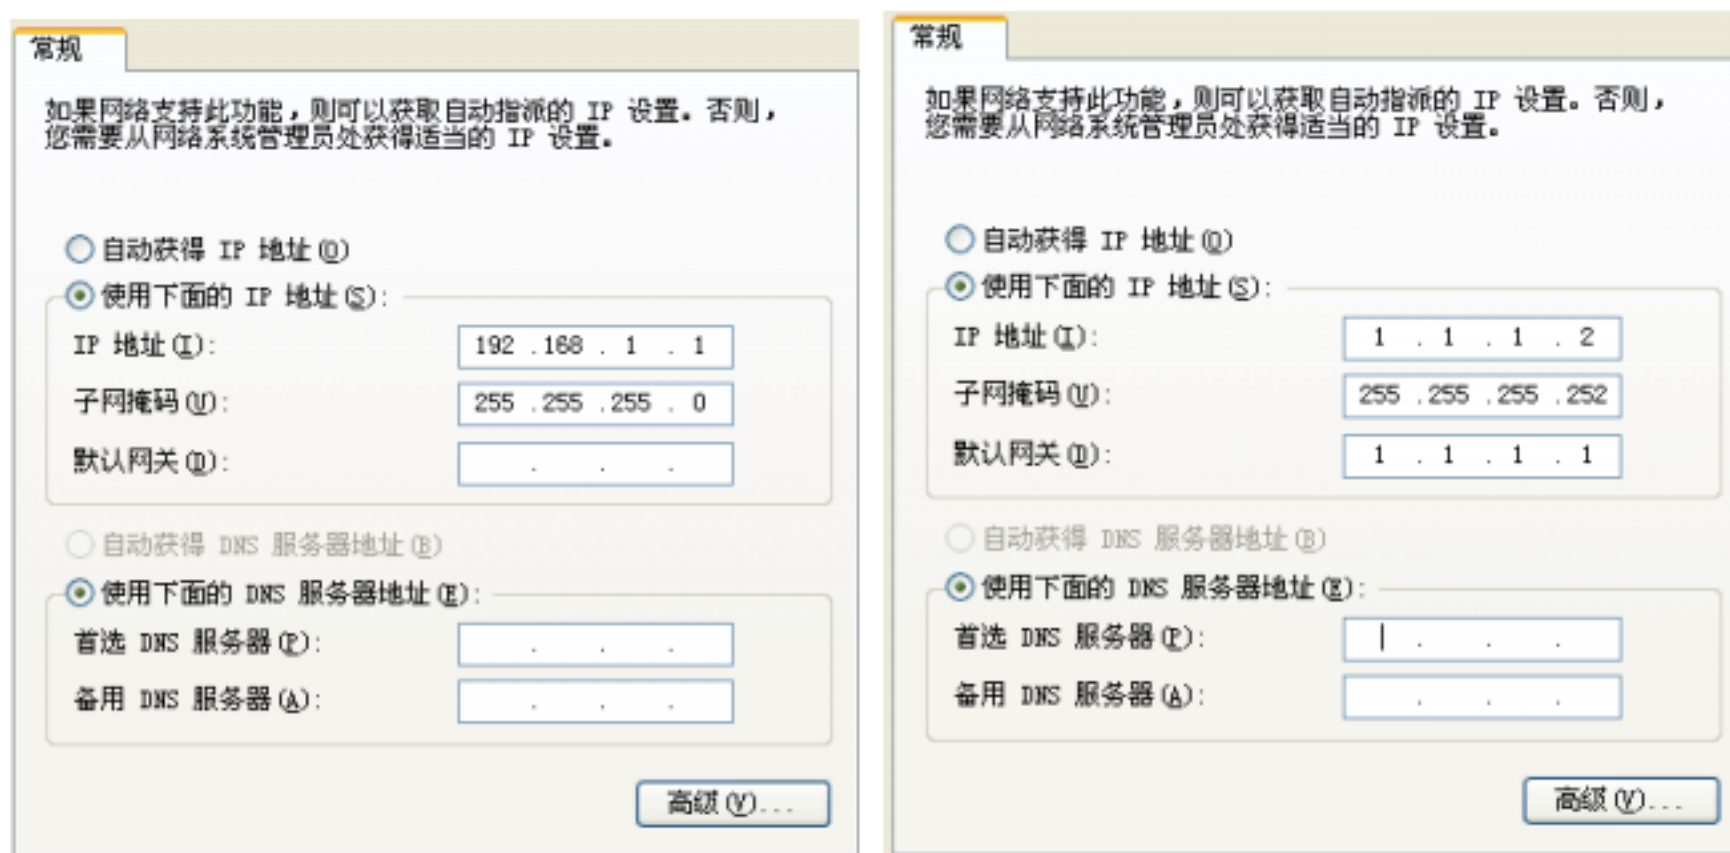 常规
如果网络支持此功能，则可以获取自动指派的 IP 设置。否则，
您需要从网络系统管理员处获得适当的 IP 设置。
自动获得 IP 地址(O)
使用下面的 IP 地址(S):
IP 地址(I): 192 .168 . 1 . 1
子网掩码(U): 255 .255 .255 . 0
默认网关(D): . . .
自动获得 DNS 服务器地址(B)
使用下面的 DNS 服务器地址(E):
首选 DNS 服务器(P): . . .
备用 DNS 服务器(A): . . .
高级(V)...
常规
如果网络支持此功能，则可以获取自动指派的 IP 设置。否则，
您需要从网络系统管理员处获得适当的 IP 设置。
自动获得 IP 地址(O)
使用下面的 IP 地址(S):
IP 地址(I): 1 . 1 . 1 . 2
子网掩码(U): 255 .255 .255 .252
默认网关(D): 1 . 1 . 1 . 1
自动获得 DNS 服务器地址(B)
使用下面的 DNS 服务器地址(E):
首选 DNS 服务器(P): . . .
备用 DNS 服务器(A): . . .
高级(V)...